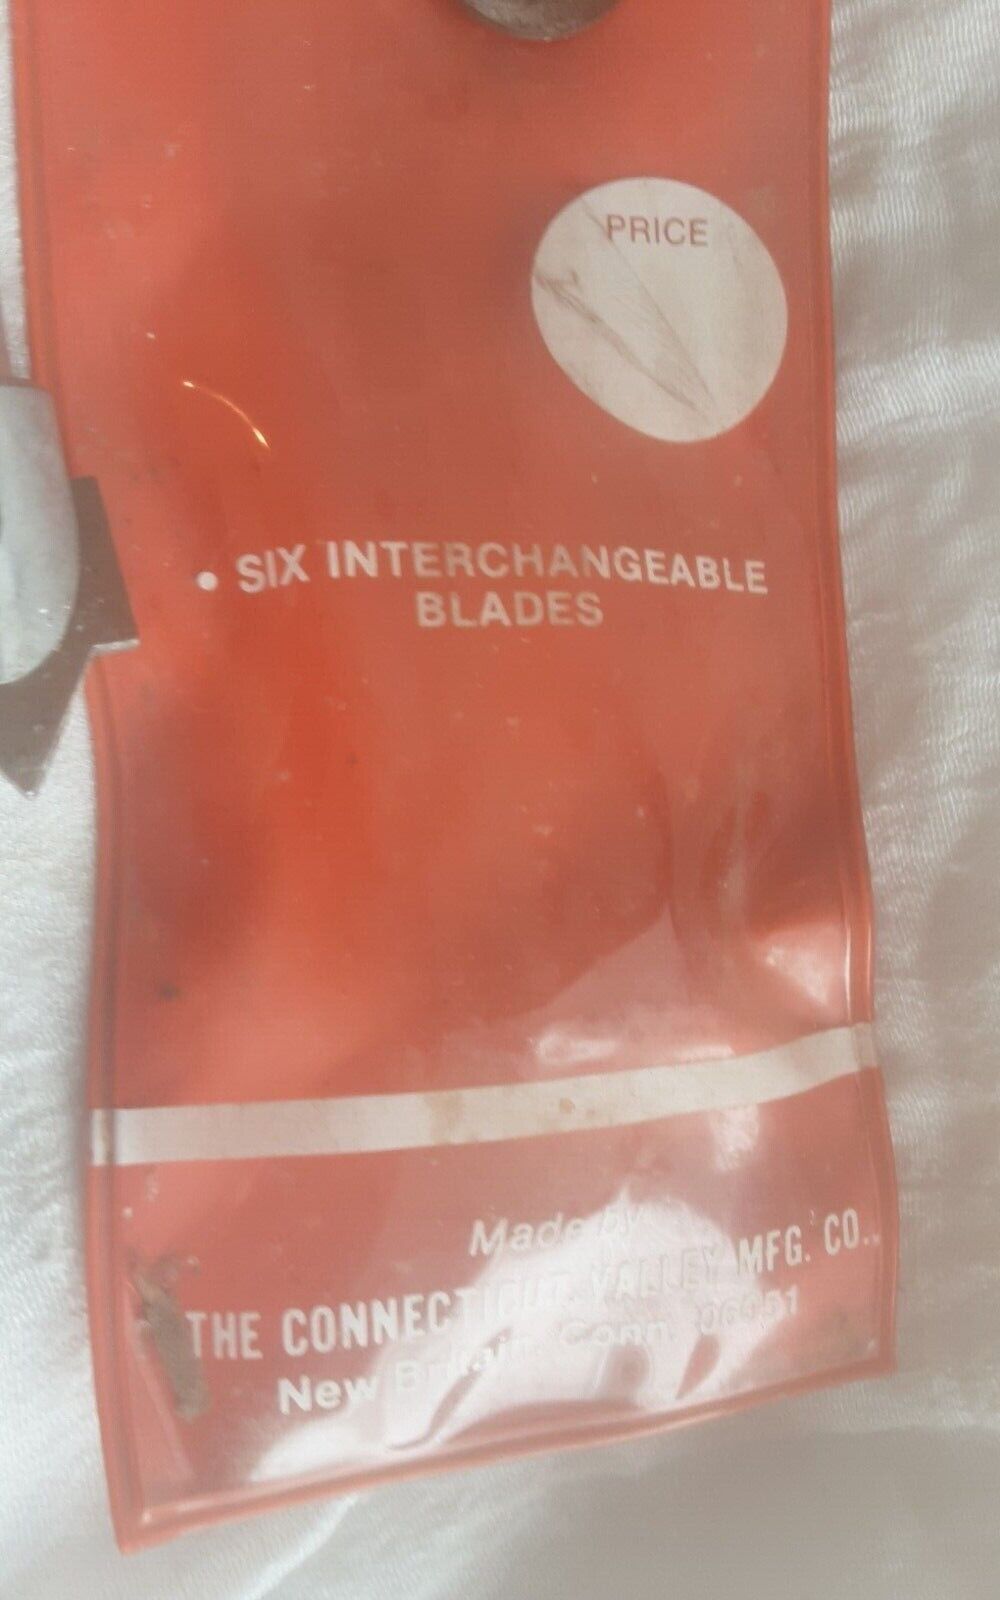 PRICE
• SIX INTERCHANGEABLE
BLADES
Made by
THE CONNECTICUT VALLEY MFG. CO.,
New Britain, Conn. 06051